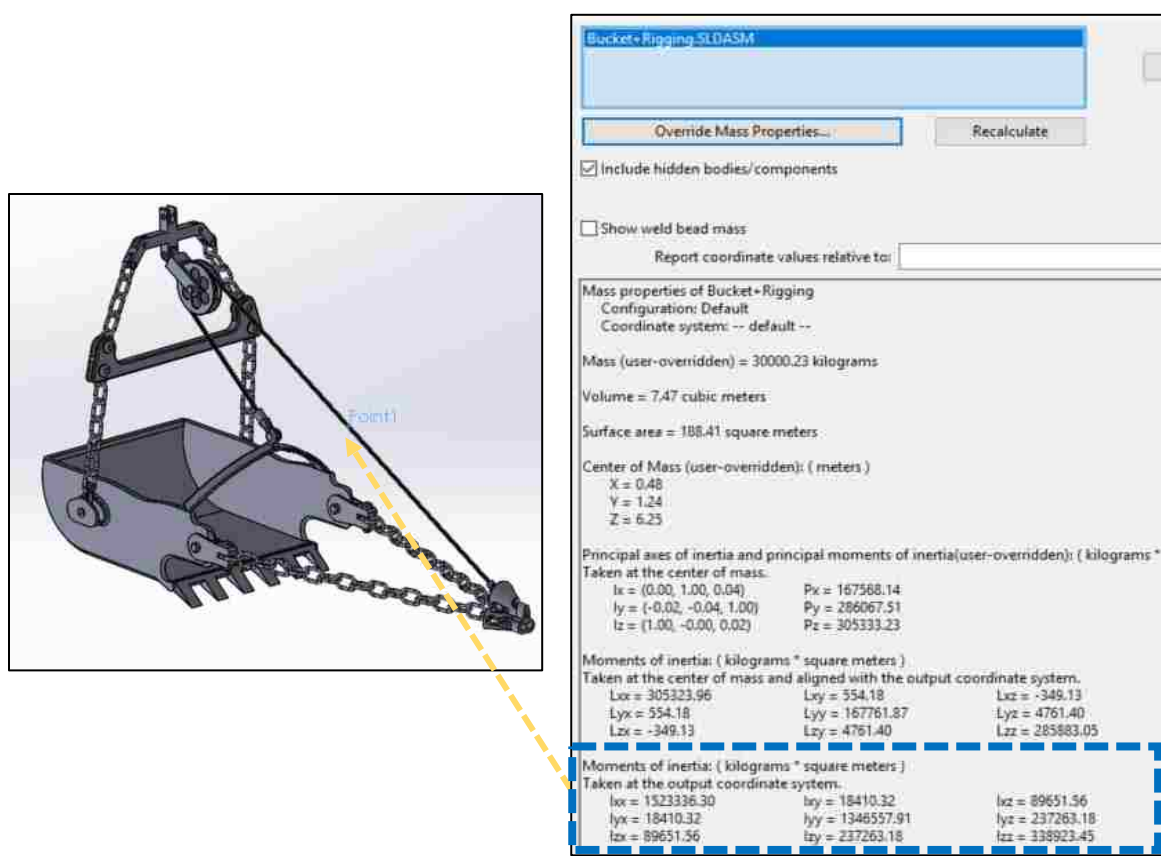 Point1
Bucket+Rigging.SLDASM
Override Mass Properties...
Recalculate
Include hidden bodies/components
Show weld bead mass
Report coordinate values relative to:
Mass properties of Bucket+Rigging
Configuration: Default
Coordinate system: -- default --
Mass (user-overridden) = 30000.23 kilograms
Volume = 7.47 cubic meters
Surface area = 188.41 square meters
Center of Mass (user-overridden): ( meters )
X = 0.48
Y = 1.24
Z = 6.25
Principal axes of inertia and principal moments of inertia(user-overridden): ( kilograms *
Taken at the center of mass.
Ix = (0.00, 1.00, 0.04) Px = 167568.14
Iy = (-0.02, -0.04, 1.00) Py = 286067.51
Iz = (1.00, -0.00, 0.02) Pz = 305333.23
Moments of inertia: ( kilograms * square meters )
Taken at the center of mass and aligned with the output coordinate system.
Lxx = 305323.96 Lxy = 554.18 Lxz = -349.13
Lyx = 554.18 Lyy = 167761.87 Lyz = 4761.40
Lzx = -349.13 Lzy = 4761.40 Lzz = 285883.05
Moments of inertia: ( kilograms * square meters )
Taken at the output coordinate system.
Ixx = 1523336.30 Ixy = 18410.32 Ixz = 89651.56
Iyx = 18410.32 Iyy = 1346557.91 Iyz = 237263.18
Izx = 89651.56 Izy = 237263.18 Izz = 338923.45